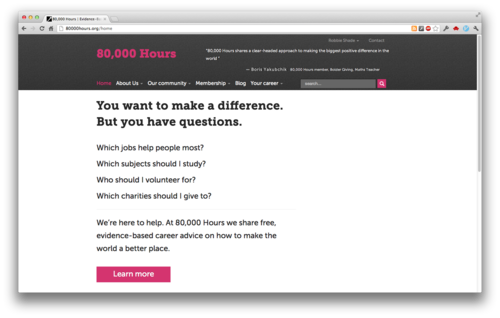 80,000 Hours | Evidence-
80000hours.org/home
Robbie Shade
Contact
80,000 Hours
"80,000 Hours shares a clear-headed approach to making the biggest positive difference in the
world "
— Boris Yakubchik 80,000 Hours member, Bolder Giving, Maths Teacher
Home About Us Our community Membership Blog Your career search...
You want to make a difference.
But you have questions.
Which jobs help people most?
Which subjects should I study?
Who should I volunteer for?
Which charities should I give to?
We're here to help. At 80,000 Hours we share free,
evidence-based career advice on how to make the
world a better place.
Learn more